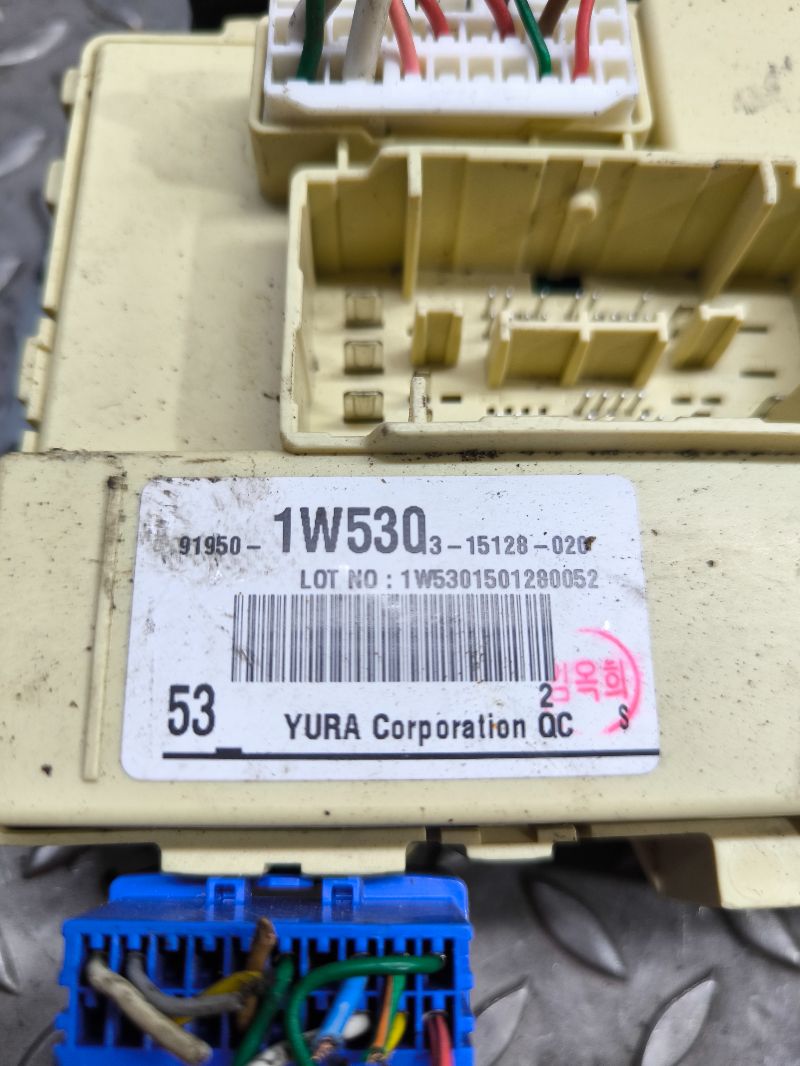 91950- 1W530 3-15128-020
LOT NO : 1W5301501280052
2
53 YURA Corporation QC S